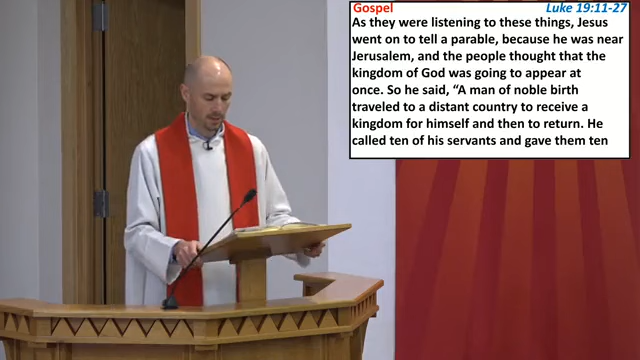 Gospel Luke 19:11-27
As they were listening to these things, Jesus
went on to tell a parable, because he was near
Jerusalem, and the people thought that the
kingdom of God was going to appear at
once. So he said, “A man of noble birth
traveled to a distant country to receive a
kingdom for himself and then to return. He
called ten of his servants and gave them ten